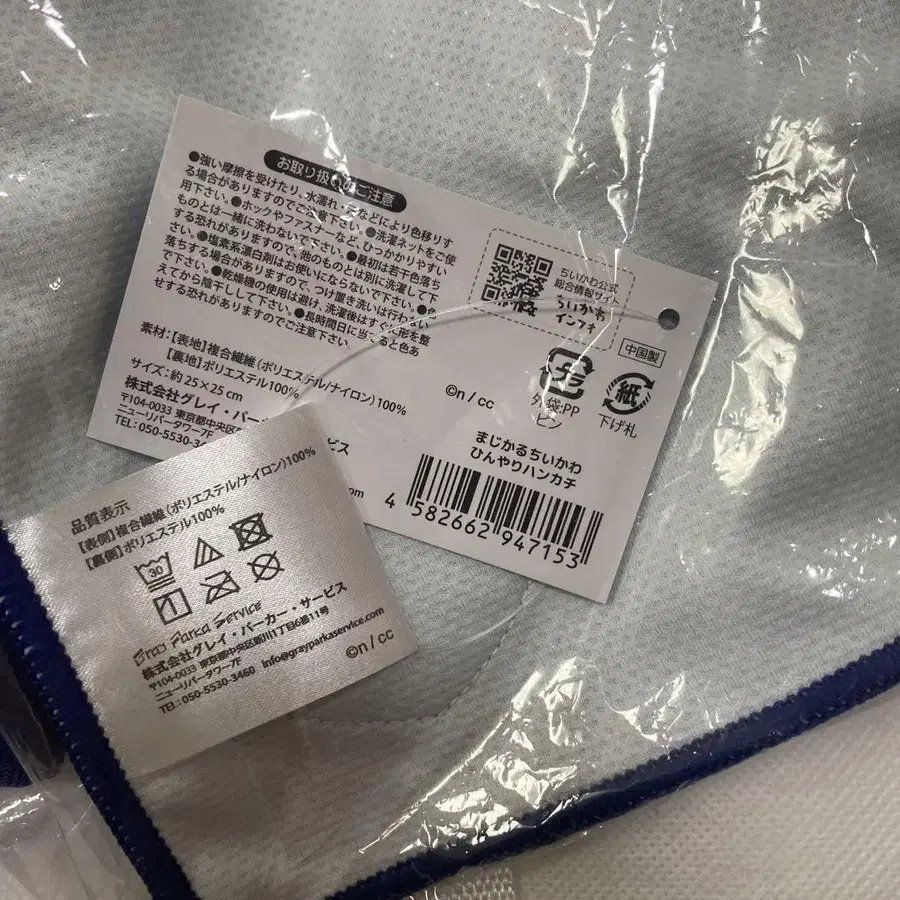 お取り扱いのご注意
●強い摩擦を受けたり、水濡れ、汗などにより色移りす
る場合がありますのでご注意下さい。●洗濯ネットをご使
用下さい。●ホックやファスナーなど、ひっかかりやすい
ものとは一緒に洗わないで下さい。●最初は若干色落ち
する恐れがありますので、他のものとは別に洗濯して下
さい。●塩素系漂白剤はお使いにならないで下さい。●色
落ちする場合がありますので、つけ置き洗いは行わない
で下さい。●乾燥機の使用は避け、洗濯後はすぐに形を整
えてから陰干しして下さい。●長時間日に当てると色あ
せする恐れがありますのでご注意下さい
素材:【表地】複合繊維(ポリエステル/ナイロン)100%
【裏地】ポリエステル100%
サイズ:約25×25cm
株式会社グレイ・パーカー・サービス
〒104-0033 東京都中央区
ニューリバータワー7F
TEL:050-5530-
ちいかわ公式
総合情報サイト
ちいかわ
インフォ
中国製
プラ
外袋:PP
ピン
紙
下げ札
©n/cc
まじかるちいかわ
ひんやりハンカチ
4 582662 947153
品質表示
【表側】複合繊維(ポリエステル/ナイロン)100%
【裏側】ポリエステル100%
30
Gray Parka Service
株式会社グレイ・パーカー・サービス
〒104-0033 東京都中央区新川1丁目6番11号
ニューリバータワー7F
TEL:050-5530-3460 info@grayparkaservice.com
©n/cc